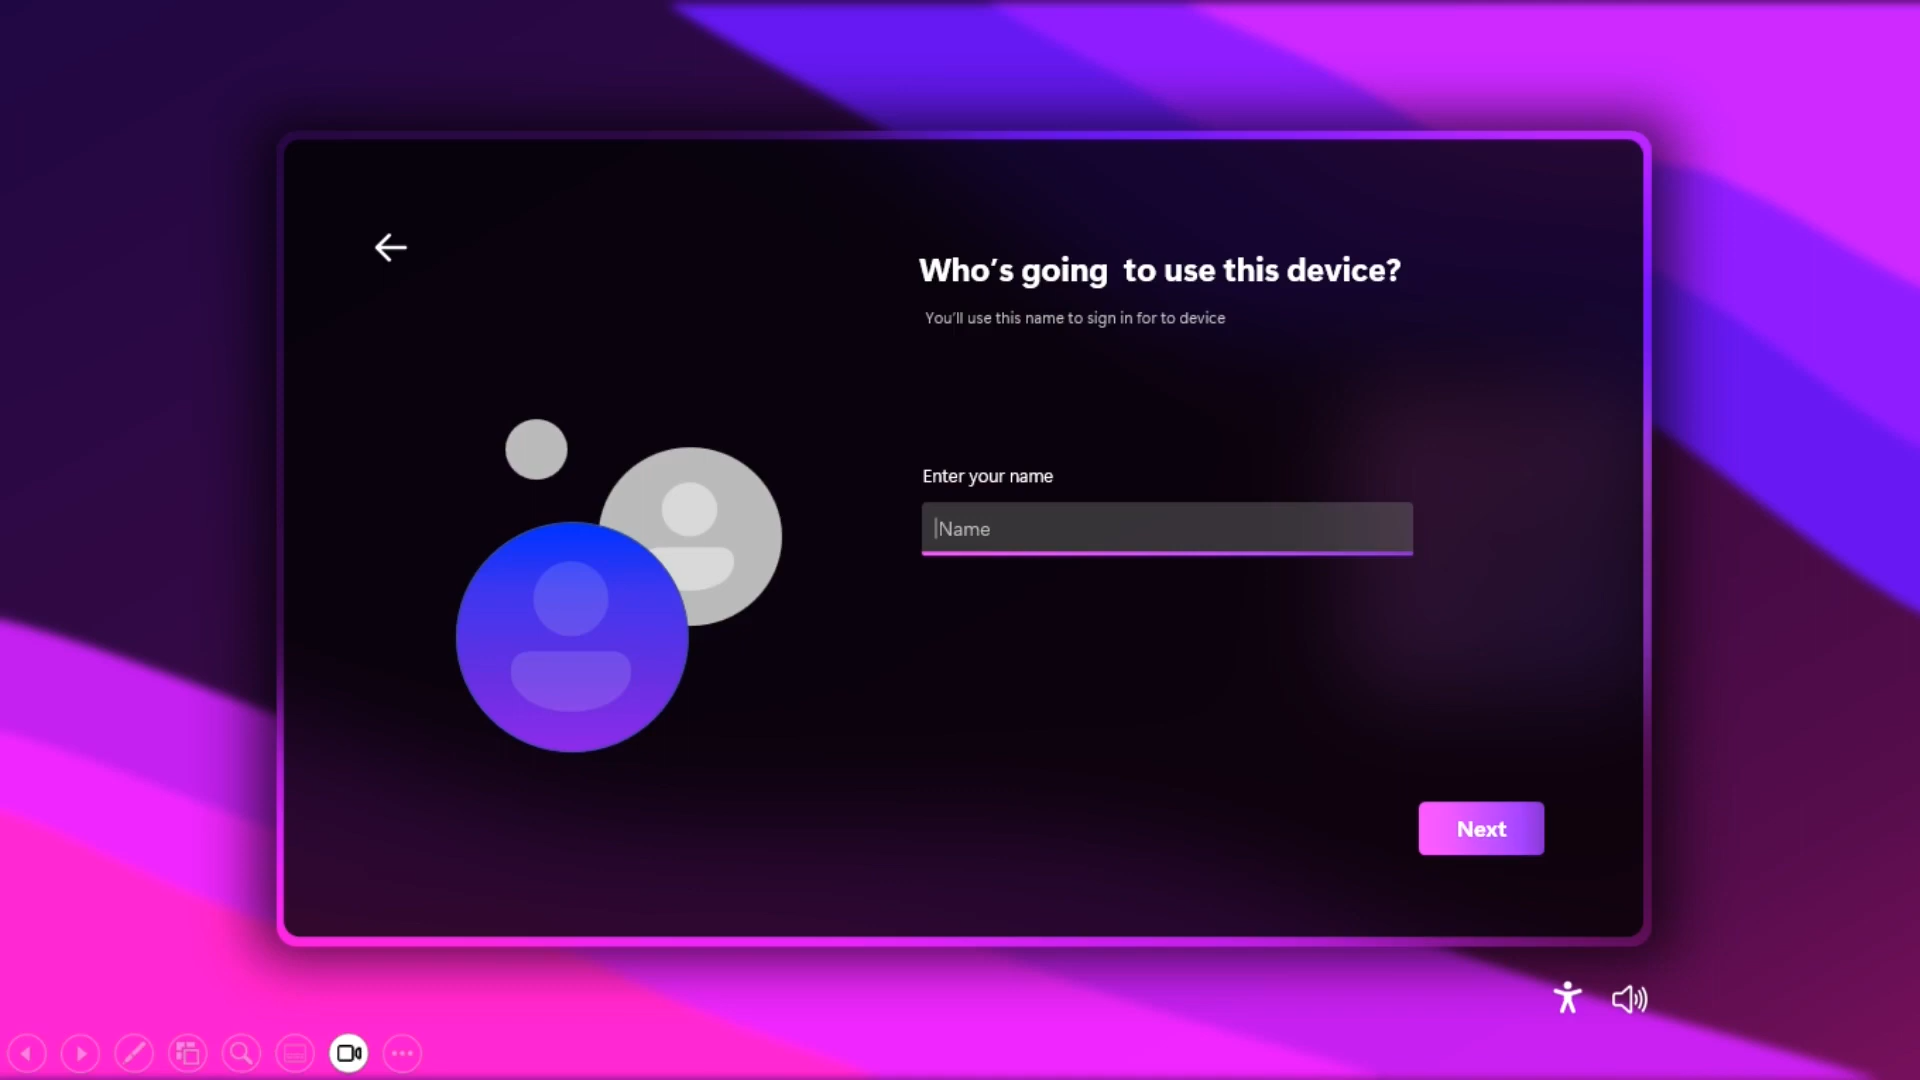 Who's going  to use this device?
You'll use this name to sign in for to device
Enter your name
Name
Next